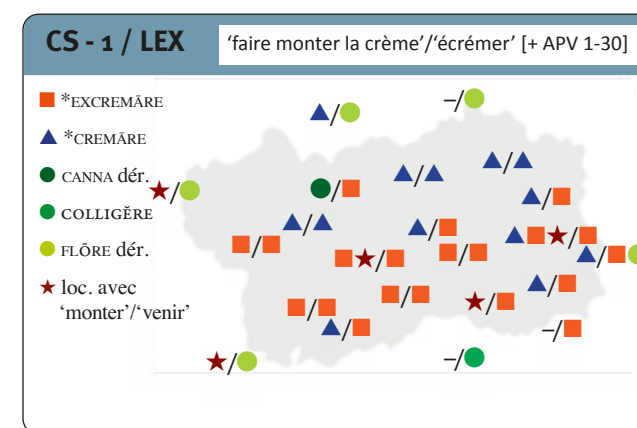 CS - 1 / LEX
‘faire monter la crème’/‘écrémer’ [+ APV 1-30]
*EXCREMĀRE
*CREMĀRE
CANNA dér.
COLLIGĔRE
FLŌRE dér.
loc. avec
‘monter’/‘venir’